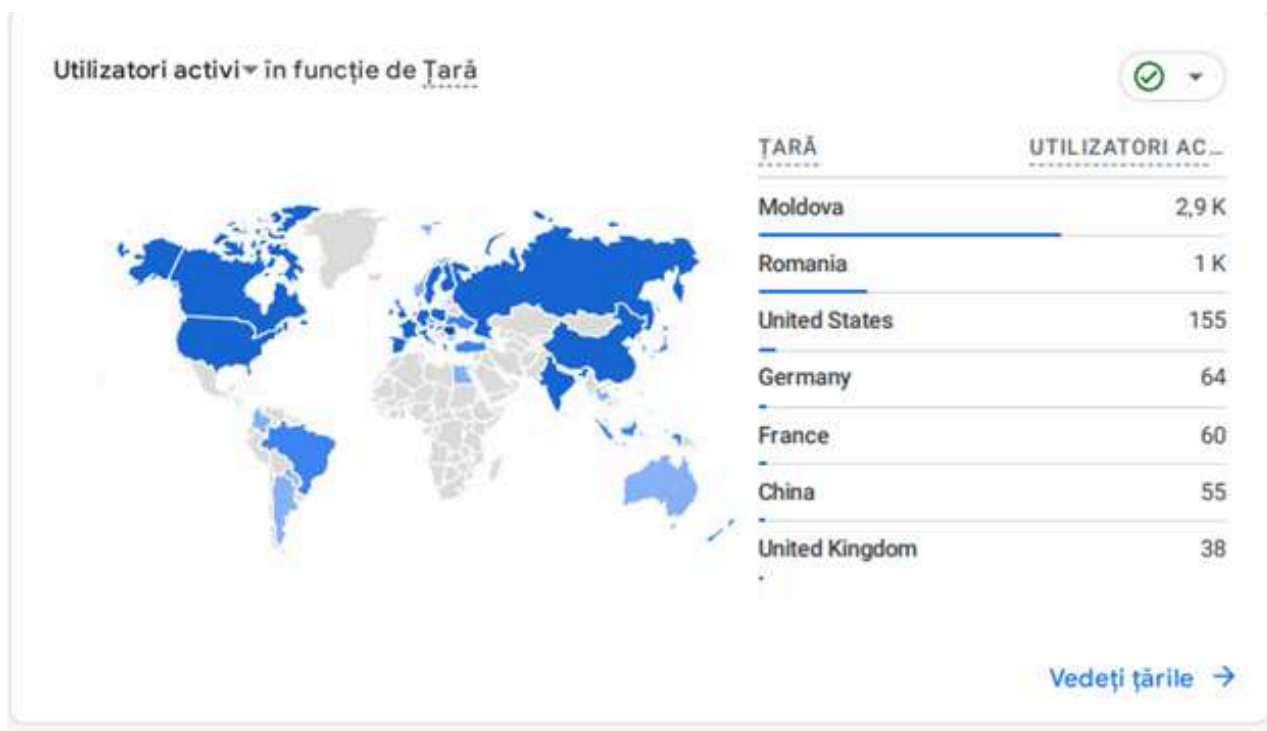 Utilizatori activi în funcție de Țară
ȚARĂ UTILIZATORI AC...
Moldova 2,9 K
Romania 1 K
United States 155
Germany 64
France 60
China 55
United Kingdom 38
Vedeți țările →